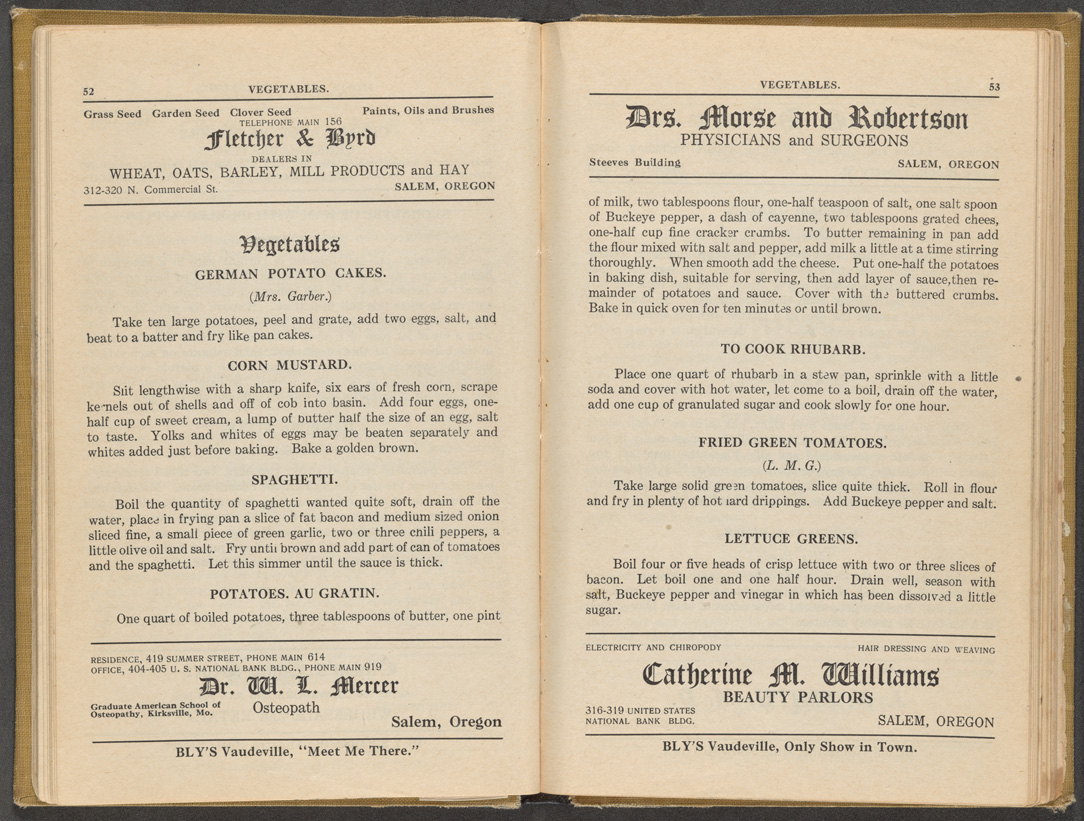 52 VEGETABLES.
Grass Seed Garden Seed Clover Seed Paints, Oils and Brushes
TELEPHONE MAIN 156
Fletcher & Byrd
DEALERS IN
WHEAT, OATS, BARLEY, MILL PRODUCTS and HAY
312-320 N. Commercial St. SALEM, OREGON
Vegetables
GERMAN POTATO CAKES.
(Mrs. Garber.)
Take ten large potatoes, peel and grate, add two eggs, salt, and
beat to a batter and fry like pan cakes.
CORN MUSTARD.
Slit lengthwise with a sharp knife, six ears of fresh corn, scrape
kernels out of shells and off of cob into basin. Add four eggs, one-
half cup of sweet cream, a lump of butter half the size of an egg, salt
to taste. Yolks and whites of eggs may be beaten separately and
whites added just before baking. Bake a golden brown.
SPAGHETTI.
Boil the quantity of spaghetti wanted quite soft, drain off the
water, place in frying pan a slice of fat bacon and medium sized onion
sliced fine, a small piece of green garlic, two or three chili peppers, a
little olive oil and salt. Fry until brown and add part of can of tomatoes
and the spaghetti. Let this simmer until the sauce is thick.
POTATOES. AU GRATIN.
One quart of boiled potatoes, three tablespoons of butter, one pint
RESIDENCE, 419 SUMMER STREET, PHONE MAIN 614
OFFICE, 404-405 U. S. NATIONAL BANK BLDG., PHONE MAIN 919
Dr. W. L. Mercer
Graduate American School of
Osteopathy, Kirksville, Mo.
Osteopath
Salem, Oregon
BLY'S Vaudeville, "Meet Me There."
VEGETABLES. 53
Drs. Morse and Robertson
PHYSICIANS and SURGEONS
Steeves Building SALEM, OREGON
of milk, two tablespoons flour, one-half teaspoon of salt, one salt spoon
of Buckeye pepper, a dash of cayenne, two tablespoons grated chees,
one-half cup fine cracker crumbs. To butter remaining in pan add
the flour mixed with salt and pepper, add milk a little at a time stirring
thoroughly. When smooth add the cheese. Put one-half the potatoes
in baking dish, suitable for serving, then add layer of sauce,then re-
mainder of potatoes and sauce. Cover with the buttered crumbs.
Bake in quick oven for ten minutes or until brown.
TO COOK RHUBARB.
Place one quart of rhubarb in a stew pan, sprinkle with a little
soda and cover with hot water, let come to a boil, drain off the water,
add one cup of granulated sugar and cook slowly for one hour.
FRIED GREEN TOMATOES.
(L. M. G.)
Take large solid green tomatoes, slice quite thick. Roll in flour
and fry in plenty of hot lard drippings. Add Buckeye pepper and salt.
LETTUCE GREENS.
Boil four or five heads of crisp lettuce with two or three slices of
bacon. Let boil one and one half hour. Drain well, season with
salt, Buckeye pepper and vinegar in which has been dissolved a little
sugar.
ELECTRICITY AND CHIROPODY HAIR DRESSING AND WEAVING
Catherine M. Williams
BEAUTY PARLORS
316-319 UNITED STATES
NATIONAL BANK BLDG. SALEM, OREGON
BLY'S Vaudeville, Only Show in Town.